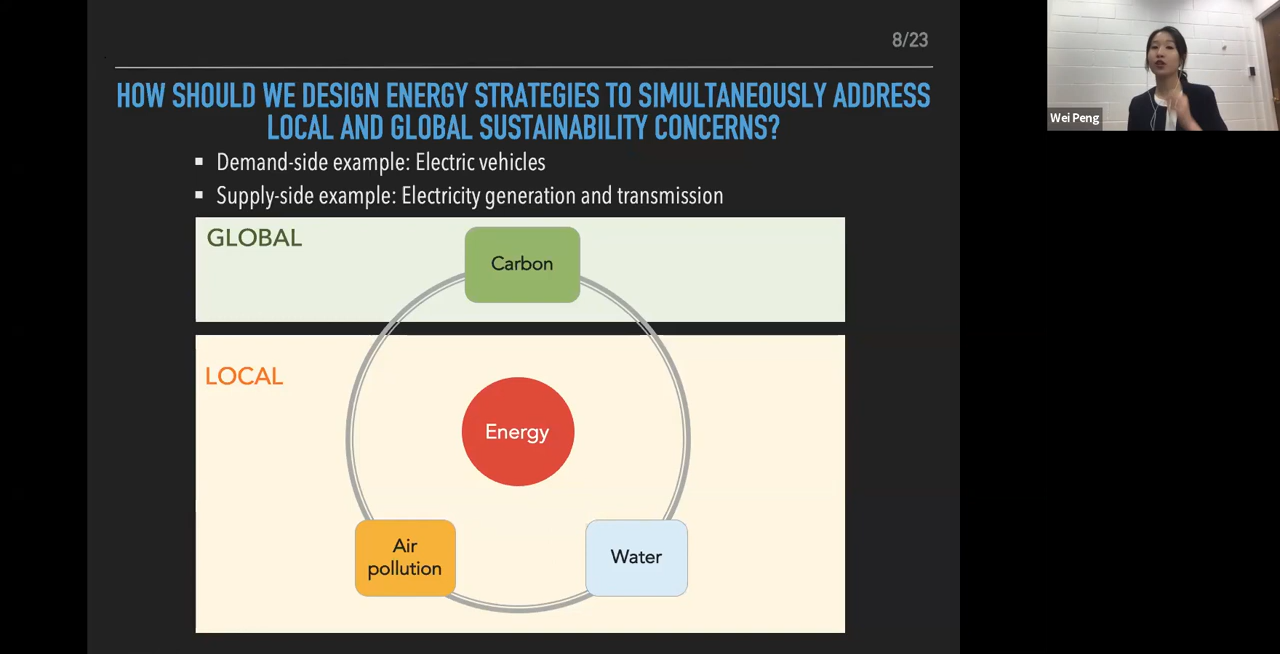 8/23
HOW SHOULD WE DESIGN ENERGY STRATEGIES TO SIMULTANEOUSLY ADDRESS
LOCAL AND GLOBAL SUSTAINABILITY CONCERNS?
▪ Demand-side example: Electric vehicles
▪ Supply-side example: Electricity generation and transmission
GLOBAL
Carbon
LOCAL
Energy
Air
pollution
Water
Wei Peng